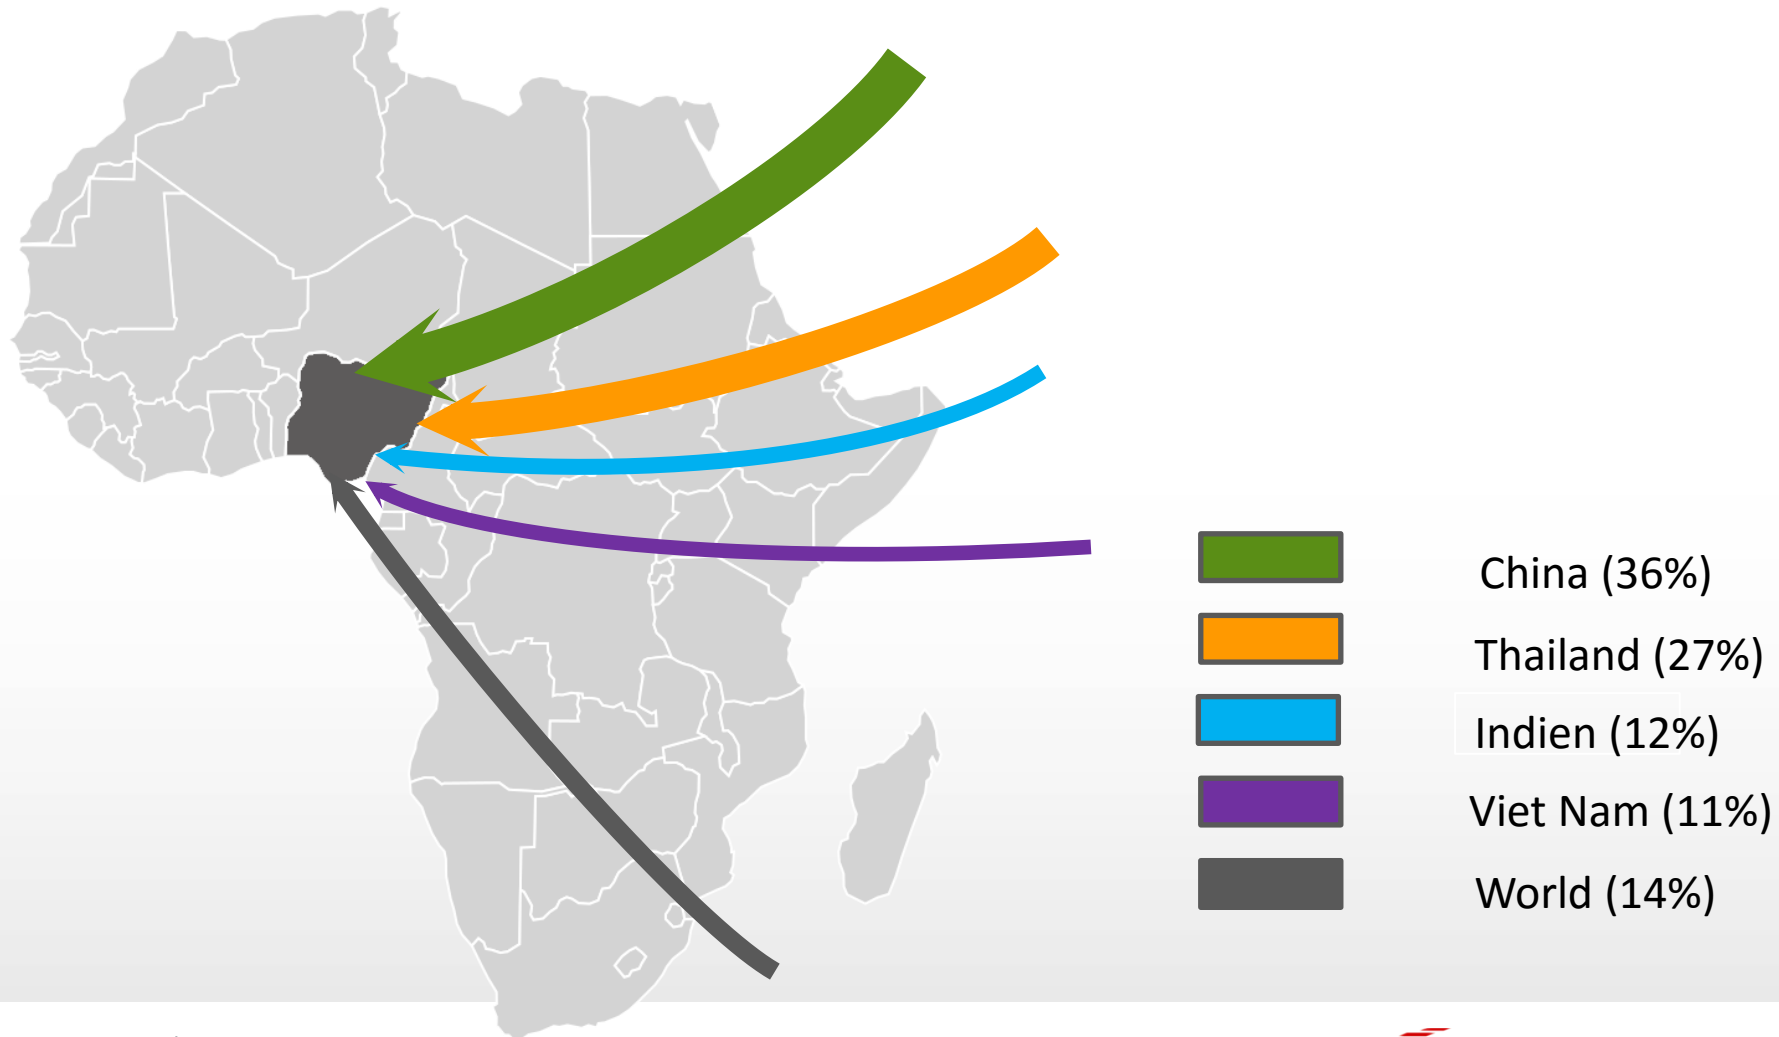 China (36%)
Thailand (27%)
Indien (12%)
Viet Nam (11%)
World (14%)